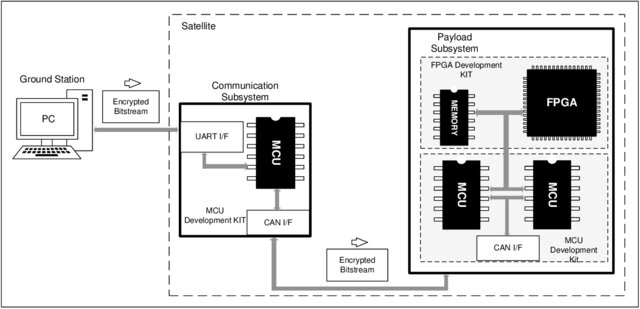 Satellite
Payload
Subsystem
FPGA Development
KIT
Ground Station
Communication
Subsystem
Encrypted
Bitstream
PC
MEMORY
FPGA
UART I/F
MCU
MCU
Development KIT
CAN I/F
MCU
MCU
CAN I/F
MCU
Development
Kit
Encrypted
Bitstream